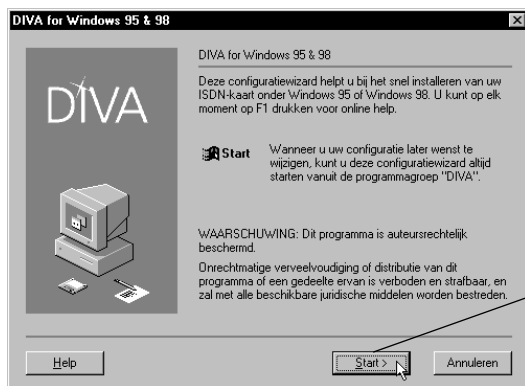 DIVA for Windows 95 & 98
DIVA
DIVA for Windows 95 & 98
Deze configuratiewizard helpt u bij het snel installeren van uw
ISDN-kaart onder Windows 95 of Windows 98. U kunt op elk
moment op F1 drukken voor online help.
Start
Wanneer u uw configuratie later wenst te
wijzigen, kunt u deze configuratiewizard altijd
starten vanuit de programmagroep "DIVA".
WAARSCHUWING: Dit programma is auteursrechtelijk
beschermd.
Onrechtmatige verveelvoudiging of distributie van dit
programma of een gedeelte ervan is verboden en strafbaar, en
zal met alle beschikbare juridische middelen worden bestreden.
Help
Start >
Annuleren